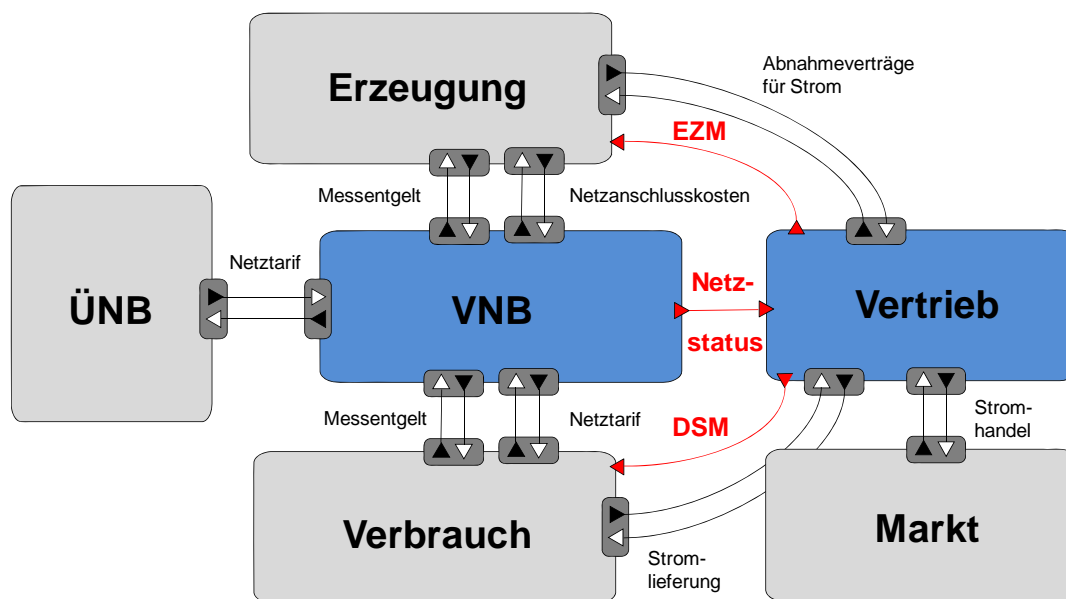 Erzeugung
Abnahmeverträge
für Strom
EZM
Messentgelt
Netzanschlusskosten
Netztarif
ÜNB
VNB
Netz-
status
Vertrieb
Messentgelt
Netztarif
DSM
Strom-
handel
Verbrauch
Markt
Strom-
lieferung